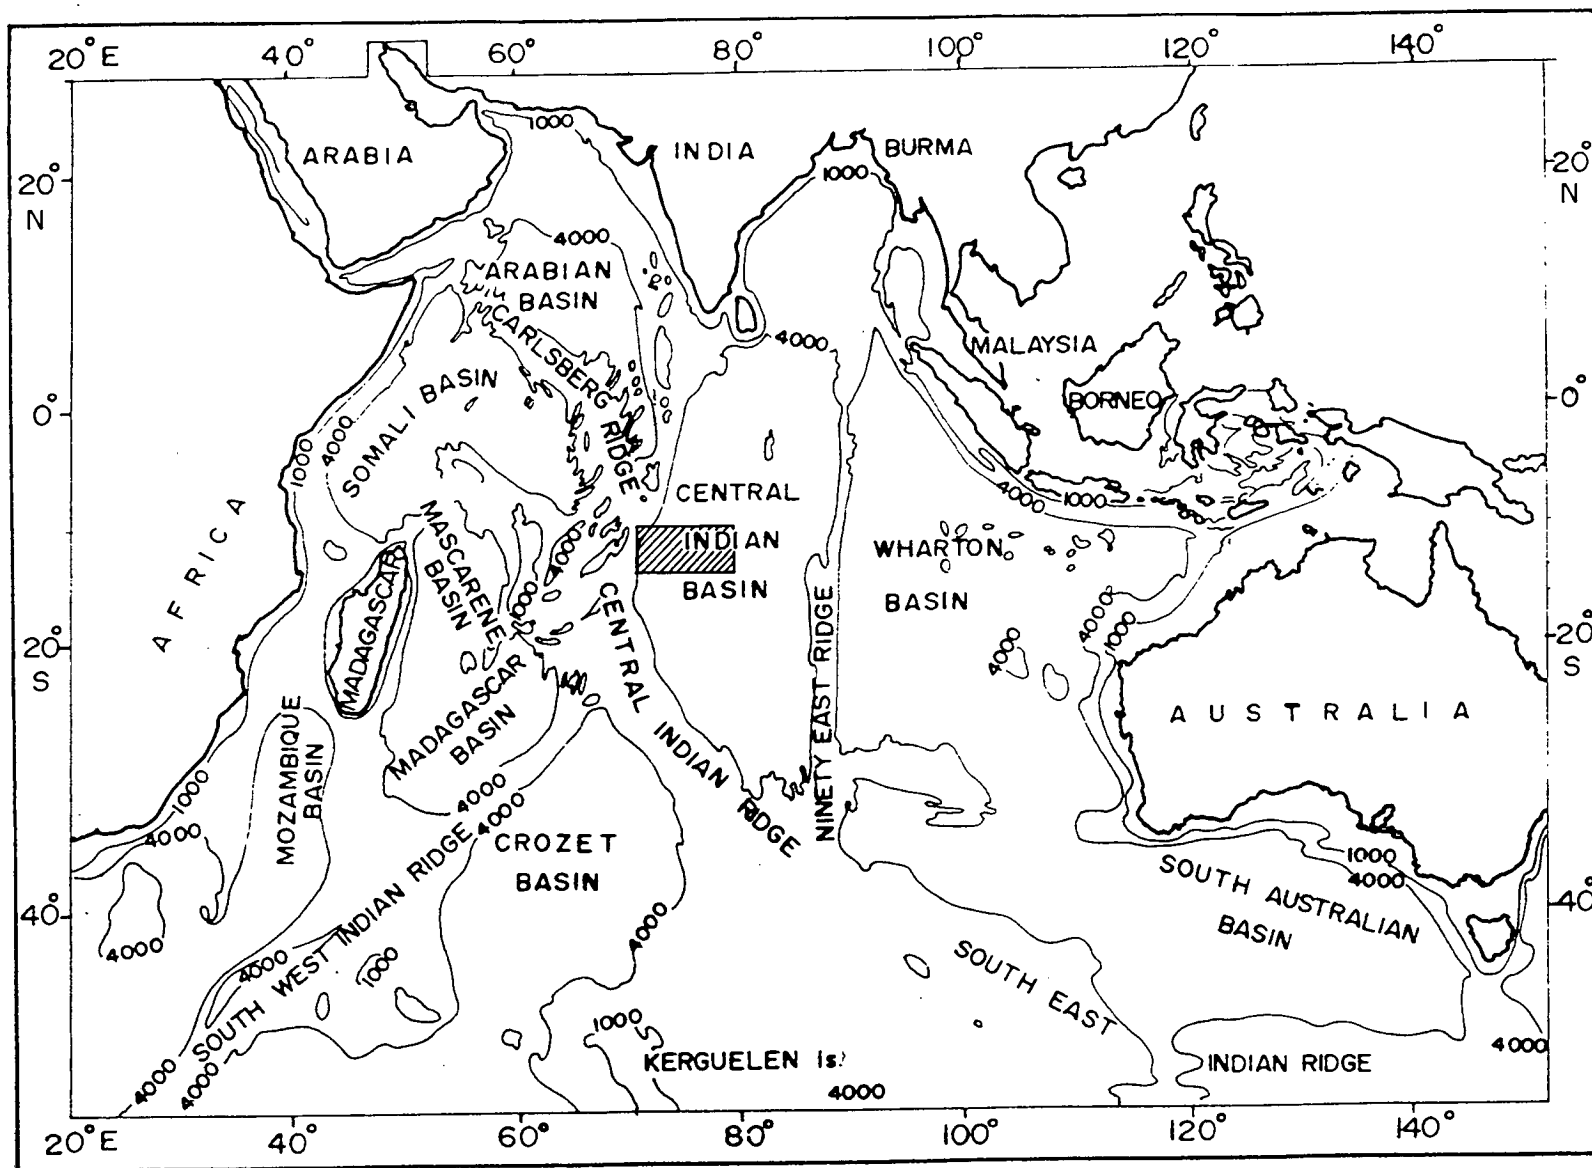 20° E
40°
60°
80°
100°
120°
140°
1000
ARABIA
INDIA
BURMA
1000
20°
N
20°
N
4000
ARABIAN
BASIN
CARLSBERG
RIDGE
4000
MALAYSIA
BORNEO
0°
0°
SOMALI BASIN
1000
4000
CENTRAL
INDIAN
BASIN
4000
1000
AFRICA
MASCARENE
BASIN
4000
1000
WHARTON
BASIN
MADAGASCAR
CENTRAL INDIAN RIDGE
NINETY EAST RIDGE
4000
1000
4000
20°
S
20°
S
MADAGASCAR
BASIN
AUSTRALIA
MOZAMBIQUE
BASIN
1000
4000
4000
4000
CROZET
BASIN
1000
4000
SOUTH AUSTRALIAN
BASIN
40°
40°
4000
4000
SOUTH WEST INDIAN RIDGE
1000
4000
SOUTH EAST
INDIAN RIDGE
1000
KERGUELEN Is.
4000
4000
4000
4000
20° E
40°
60°
80°
100°
120°
140°